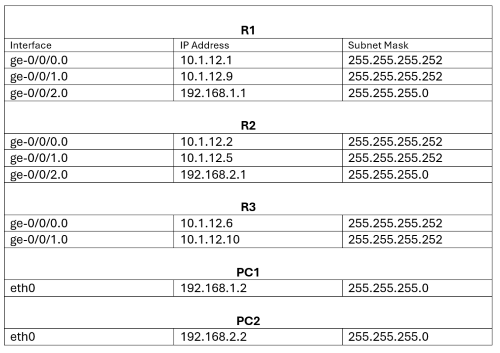 R1
Interface IP Address Subnet Mask
ge-0/0/0.0 10.1.12.1 255.255.255.252
ge-0/0/1.0 10.1.12.9 255.255.255.252
ge-0/0/2.0 192.168.1.1 255.255.255.0
R2
ge-0/0/0.0 10.1.12.2 255.255.255.252
ge-0/0/1.0 10.1.12.5 255.255.255.252
ge-0/0/2.0 192.168.2.1 255.255.255.0
R3
ge-0/0/0.0 10.1.12.6 255.255.255.252
ge-0/0/1.0 10.1.12.10 255.255.255.252
PC1
eth0 192.168.1.2 255.255.255.0
PC2
eth0 192.168.2.2 255.255.255.0